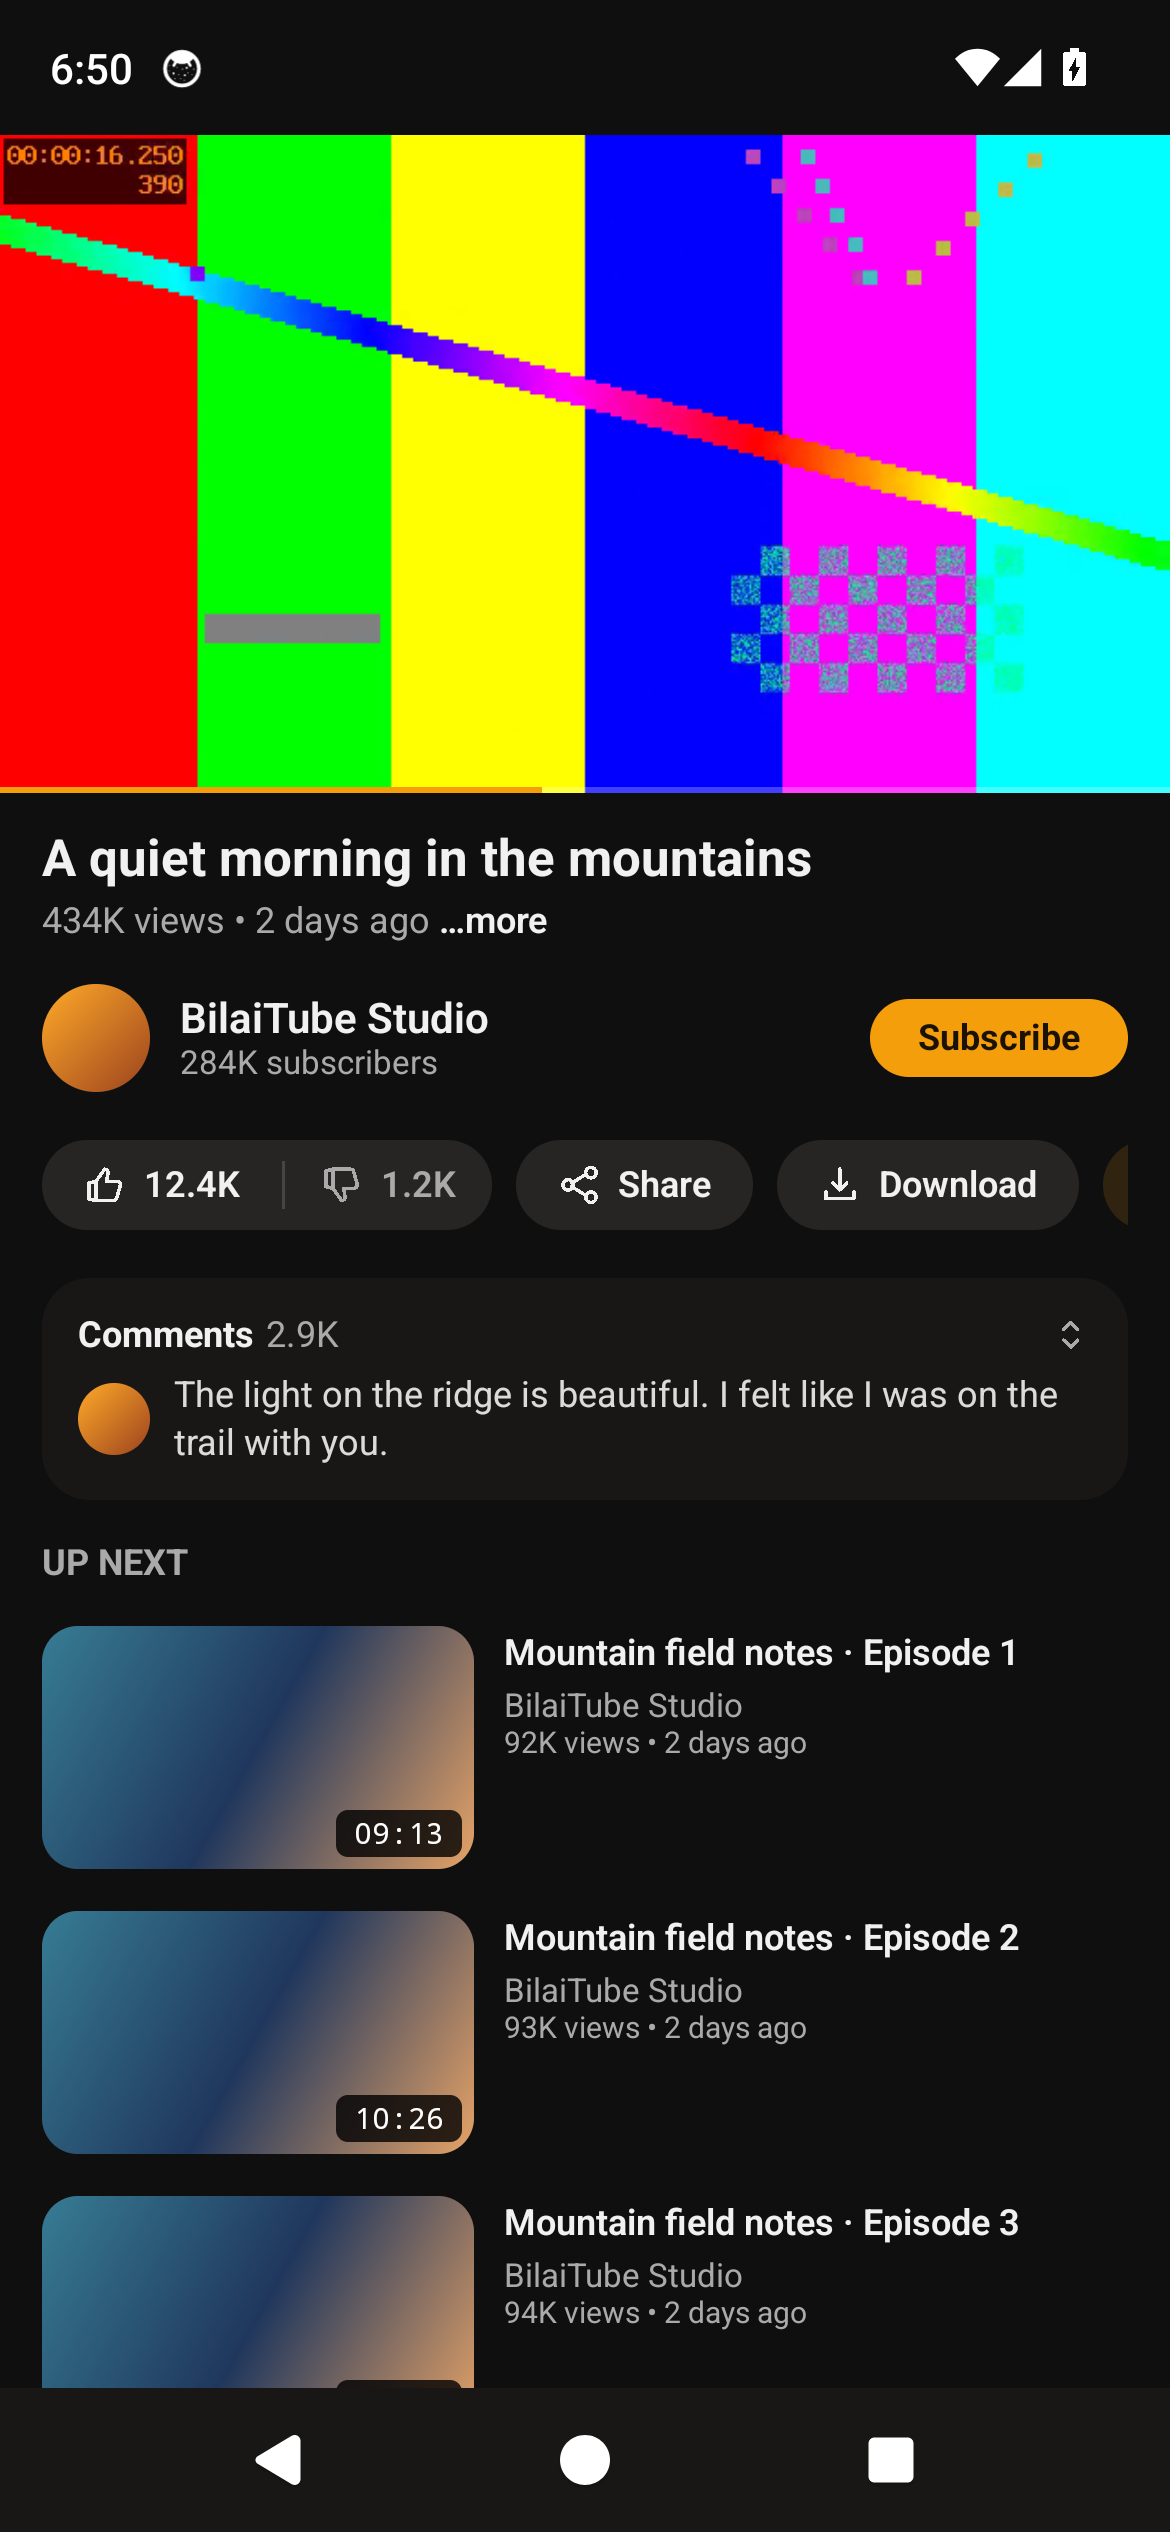 6:50
00:00:16.250
390
A quiet morning in the mountains
434K views • 2 days ago ...more
BilaiTube Studio
284K subscribers
Subscribe
12.4K
1.2K
Share
Download
Comments 2.9K
The light on the ridge is beautiful. I felt like I was on the
trail with you.
UP NEXT
Mountain field notes · Episode 1
BilaiTube Studio
92K views • 2 days ago
09:13
Mountain field notes · Episode 2
BilaiTube Studio
93K views • 2 days ago
10:26
Mountain field notes · Episode 3
BilaiTube Studio
94K views • 2 days ago